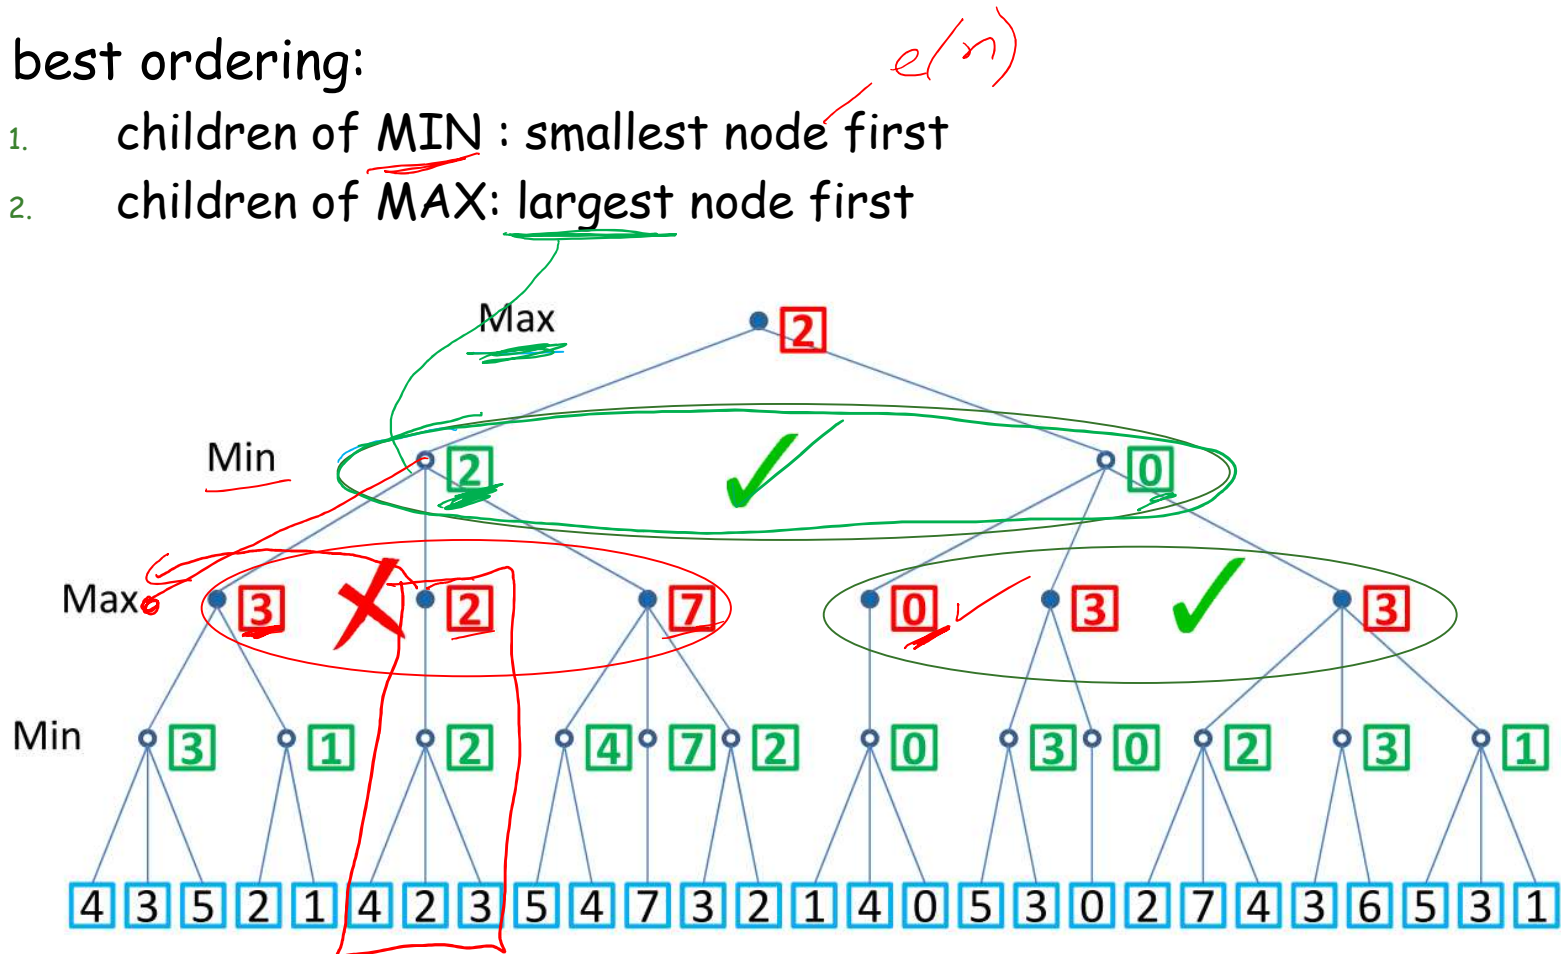 best ordering:
e(n)
1. children of MIN : smallest node first
2. children of MAX: largest node first
Max 2
Min 2 0
Max 3 2 7 0 3 3
Min 3 1 2 4 7 2 0 3 0 2 3 1
4 3 5 2 1 4 2 3 5 4 7 3 2 1 4 0 5 3 0 2 7 4 3 6 5 3 1